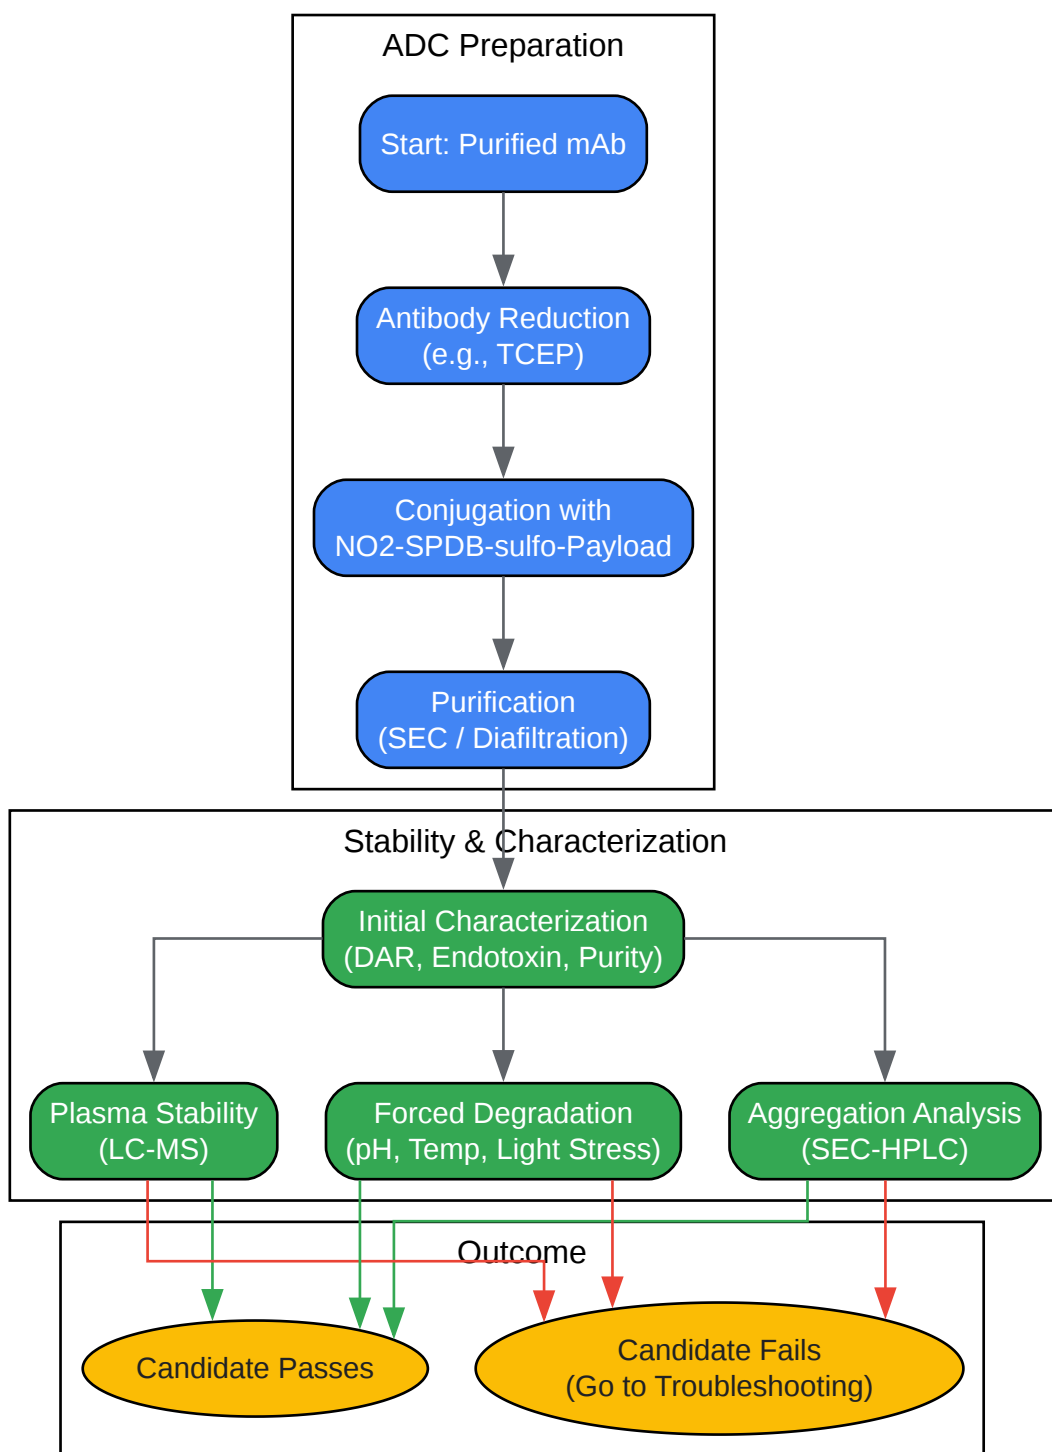 ADC Preparation
Start: Purified mAb
Antibody Reduction
(e.g., TCEP)
Conjugation with
NO2-SPDB-sulfo-Payload
Purification
(SEC / Diafiltration)
Stability & Characterization
Initial Characterization
(DAR, Endotoxin, Purity)
Plasma Stability
(LC-MS)
Forced Degradation
(pH, Temp, Light Stress)
Aggregation Analysis
(SEC-HPLC)
Outcome
Candidate Passes
Candidate Fails
(Go to Troubleshooting)